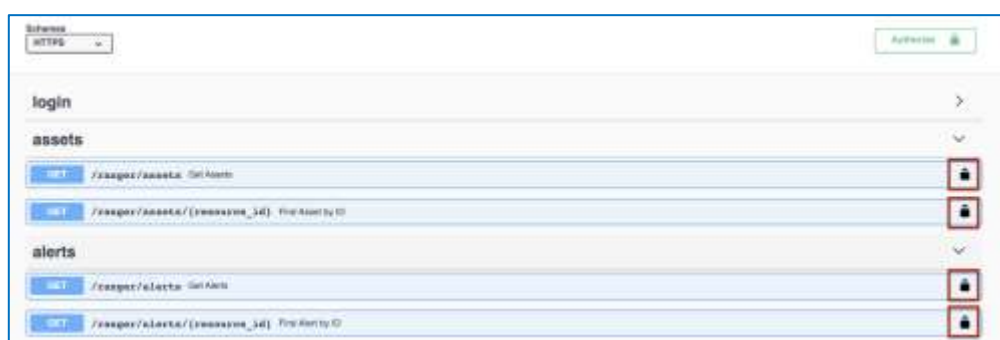 Schemes
HTTPS
Authorize
login
assets
GET /ranger/assets Get Assets
GET /ranger/assets/{resource_id} Find Asset by ID
alerts
GET /ranger/alerts Get Alerts
GET /ranger/alerts/{resource_id} Find Alert by ID